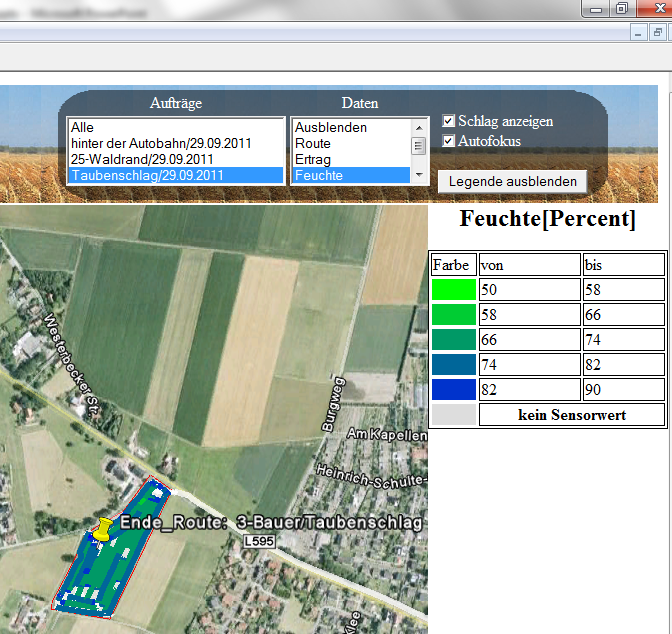 Aufträge
Daten
Alle
hinter der Autobahn/29.09.2011
25-Waldrand/29.09.2011
Taubenschlag/29.09.2011
Ausblenden
Route
Ertrag
Feuchte
Schlag anzeigen
Autofokus
Legende ausblenden
Feuchte[Percent]
Farbe von bis
50 58
58 66
66 74
74 82
82 90
kein Sensorwert
Westerbecker Str.
Burgweg
Am Kapellen
Heinrich-Schulte-
Ende_Route: 3-Bauer/Taubenschlag
L595
Klee